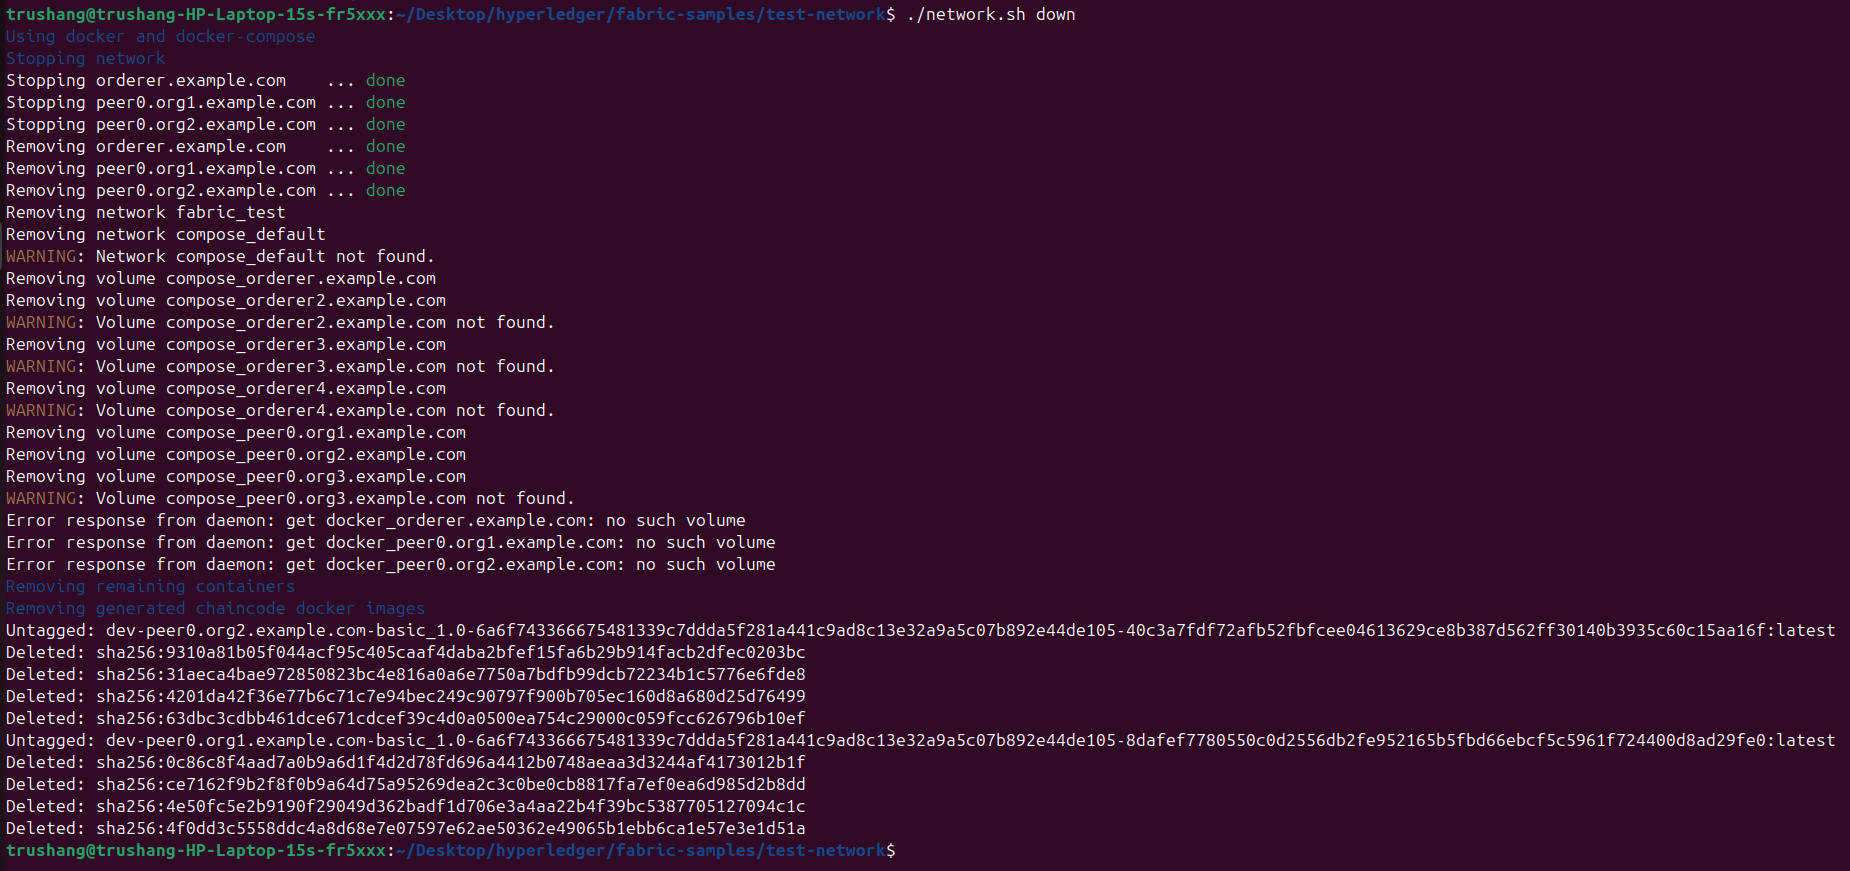 trushang@trushang-HP-Laptop-15s-fr5xxx:~/Desktop/hyperledger/fabric-samples/test-network$ ./network.sh down
Using docker and docker-compose
Stopping network
Stopping orderer.example.com    ... done
Stopping peer0.org1.example.com ... done
Stopping peer0.org2.example.com ... done
Removing orderer.example.com    ... done
Removing peer0.org1.example.com ... done
Removing peer0.org2.example.com ... done
Removing network fabric_test
Removing network compose_default
WARNING: Network compose_default not found.
Removing volume compose_orderer.example.com
Removing volume compose_orderer2.example.com
WARNING: Volume compose_orderer2.example.com not found.
Removing volume compose_orderer3.example.com
WARNING: Volume compose_orderer3.example.com not found.
Removing volume compose_orderer4.example.com
WARNING: Volume compose_orderer4.example.com not found.
Removing volume compose_peer0.org1.example.com
Removing volume compose_peer0.org2.example.com
Removing volume compose_peer0.org3.example.com
WARNING: Volume compose_peer0.org3.example.com not found.
Error response from daemon: get docker_orderer.example.com: no such volume
Error response from daemon: get docker_peer0.org1.example.com: no such volume
Error response from daemon: get docker_peer0.org2.example.com: no such volume
Removing remaining containers
Removing generated chaincode docker images
Untagged: dev-peer0.org2.example.com-basic_1.0-6a6f743366675481339c7ddda5f281a441c9ad8c13e32a9a5c07b892e44de105-40c3a7fdf72afb52fbfcee04613629ce8b387d562ff30140b3935c60c15aa16f:latest
Deleted: sha256:9310a81b05f044acf95c405caaf4daba2bfef15fa6b29b914facb2dfec0203bc
Deleted: sha256:31aeca4bae972850823bc4e816a0a6e7750a7bdfb99dcb72234b1c5776e6fde8
Deleted: sha256:4201da42f36e77b6c71c7e94bec249c90797f900b705ec160d8a680d25d76499
Deleted: sha256:63dbc3cdbb461dce671cdcef39c4d0a0500ea754c29000c059fcc626796b10ef
Untagged: dev-peer0.org1.example.com-basic_1.0-6a6f743366675481339c7ddda5f281a441c9ad8c13e32a9a5c07b892e44de105-8dafef7780550c0d2556db2fe952165b5fbd66ebcf5c5961f724400d8ad29fe0:latest
Deleted: sha256:0c86c8f4aad7a0b9a6d1f4d2d78fd696a4412b0748aeaa3d3244af4173012b1f
Deleted: sha256:ce7162f9b2f8f0b9a64d75a95269dea2c3c0be0cb8817fa7ef0ea6d985d2b8dd
Deleted: sha256:4e50fc5e2b9190f29049d362badf1d706e3a4aa22b4f39bc5387705127094c1c
Deleted: sha256:4f0dd3c5558ddc4a8d68e7e07597e62ae50362e49065b1ebb6ca1e57e3e1d51a
trushang@trushang-HP-Laptop-15s-fr5xxx:~/Desktop/hyperledger/fabric-samples/test-network$